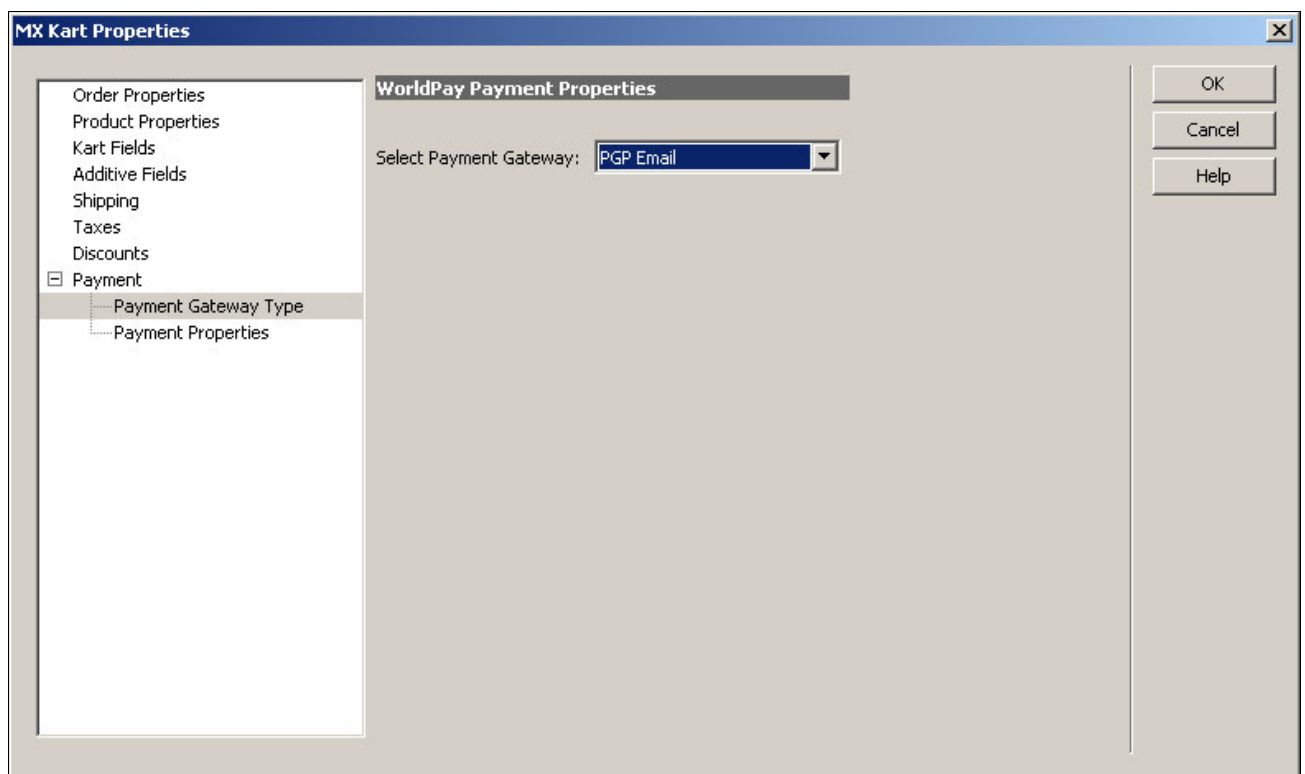 MX Kart Properties
Order Properties
Product Properties
Kart Fields
Additive Fields
Shipping
Taxes
Discounts
Payment
Payment Gateway Type
Payment Properties
WorldPay Payment Properties
Select Payment Gateway: PGP Email
OK
Cancel
Help